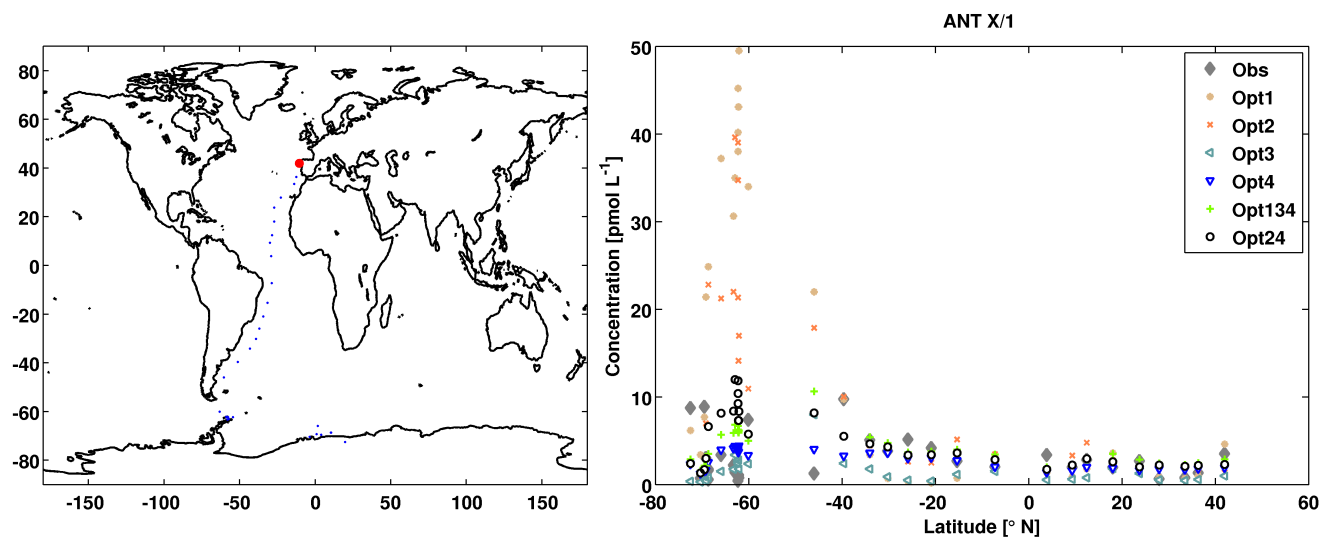 ANT X/1
80
60
40
20
0
-20
-40
-60
-80
-150 -100 -50 0 50 100 150
Concentration [pmol L-1]
50
40
30
20
10
0
-80 -60 -40 -20 0 20 40 60
Latitude [° N]
Obs
Opt1
Opt2
Opt3
Opt4
Opt134
Opt24